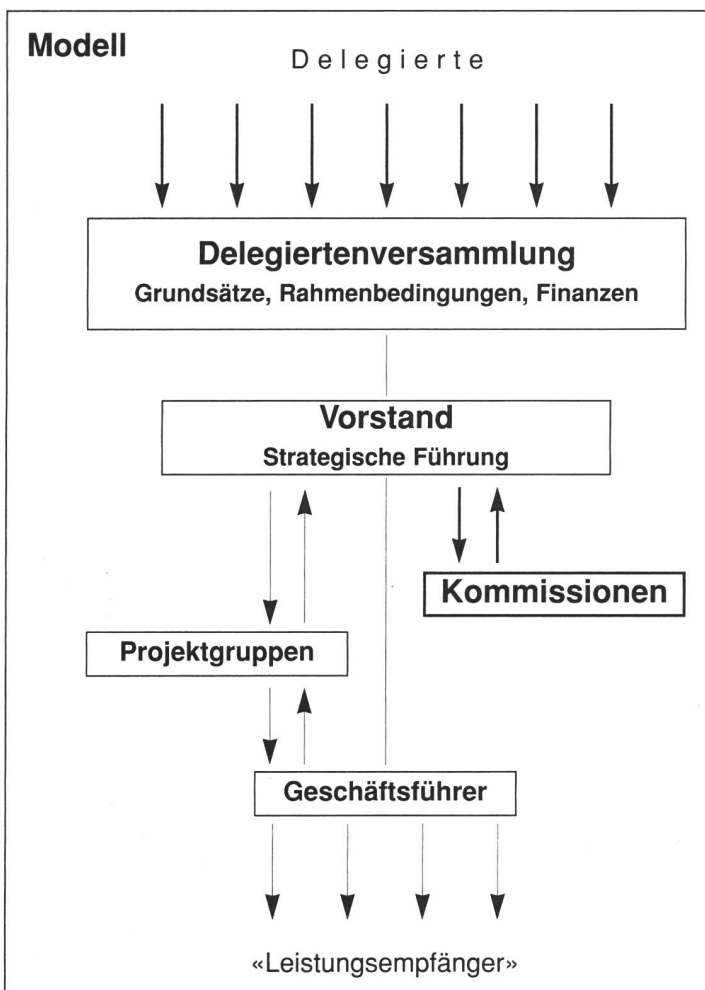 Modell
Delegierte
Delegiertenversammlung
Grundsätze, Rahmenbedingungen, Finanzen
Vorstand
Strategische Führung
Kommissionen
Projektgruppen
Geschäftsführer
«Leistungsempfänger»